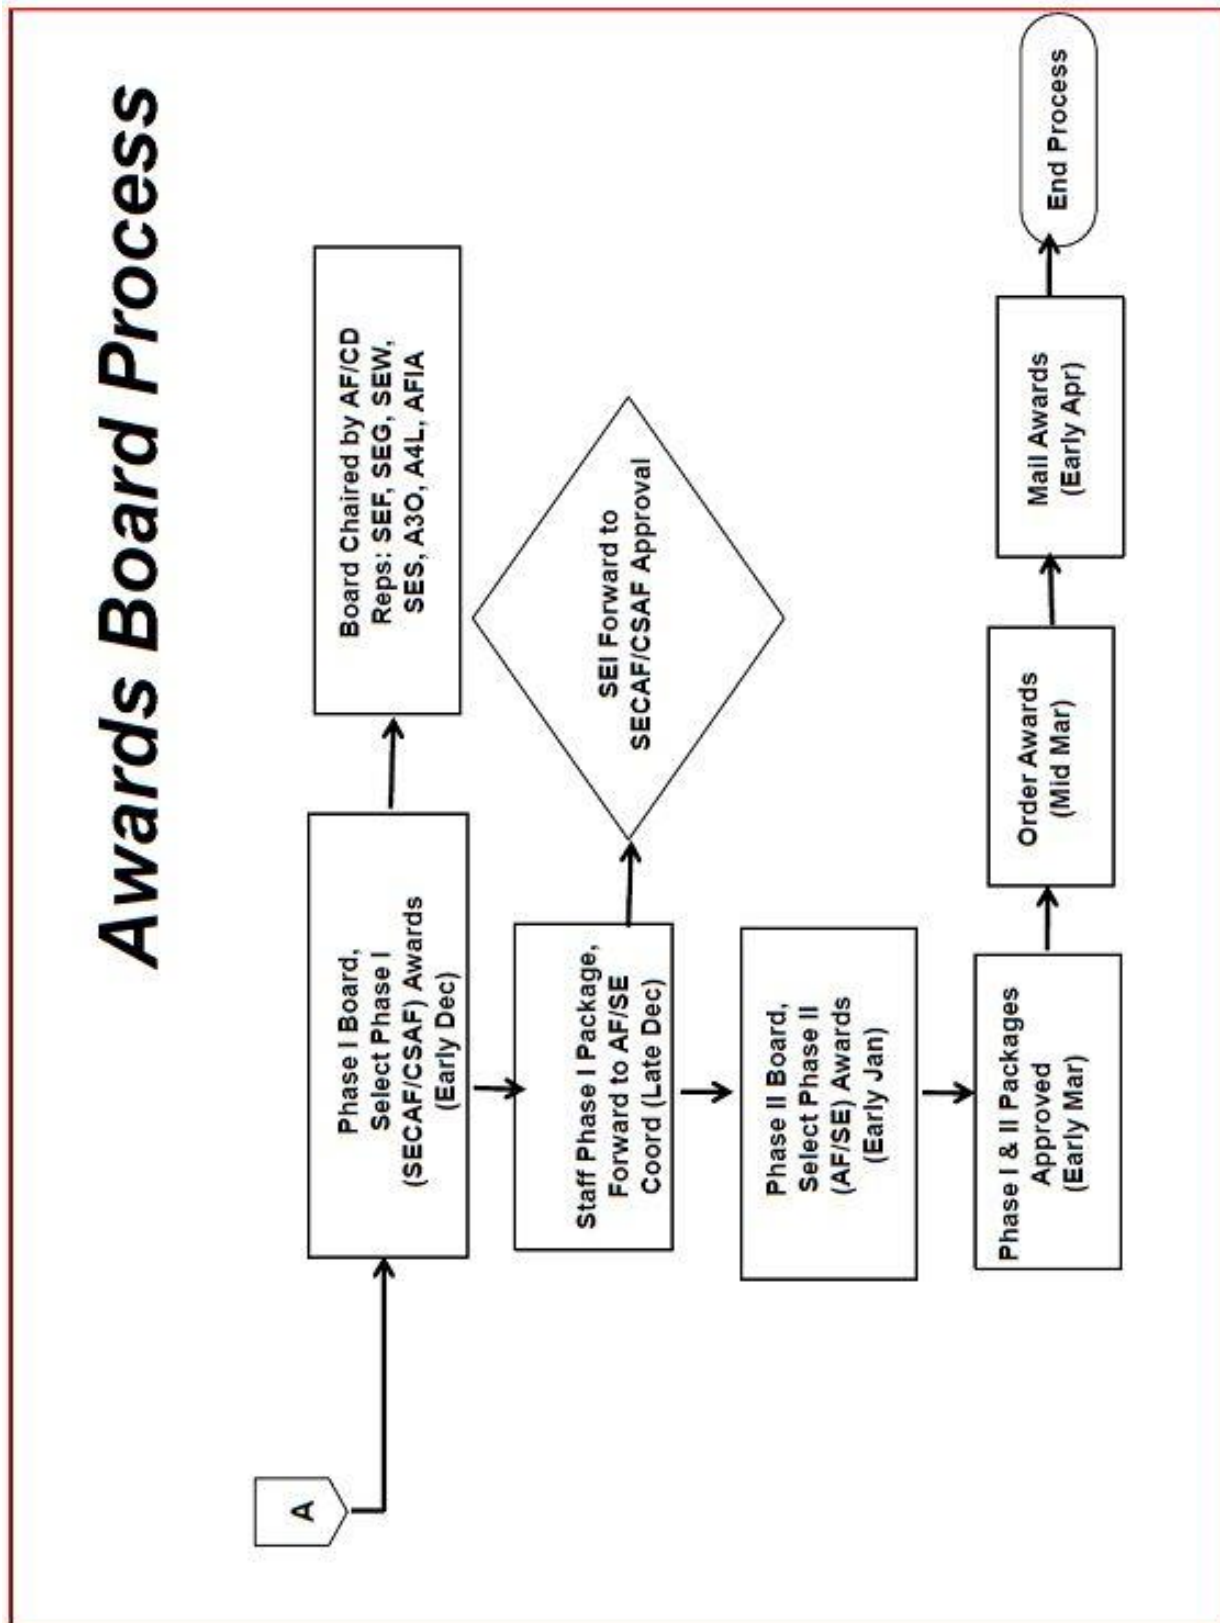 Awards Board Process
A
Phase I Board,
Select Phase I
(SECAF/CSAF) Awards
(Early Dec)
Board Chaired by AF/CD
Reps: SEF, SEG, SEW,
SES, A3O, A4L, AFIA
Staff Phase I Package,
Forward to AF/SE
Coord (Late Dec)
SEI Forward to
SECAF/CSAF Approval
Phase II Board,
Select Phase II
(AF/SE) Awards
(Early Jan)
Phase I & II Packages
Approved
(Early Mar)
Order Awards
(Mid Mar)
Mail Awards
(Early Apr)
End Process